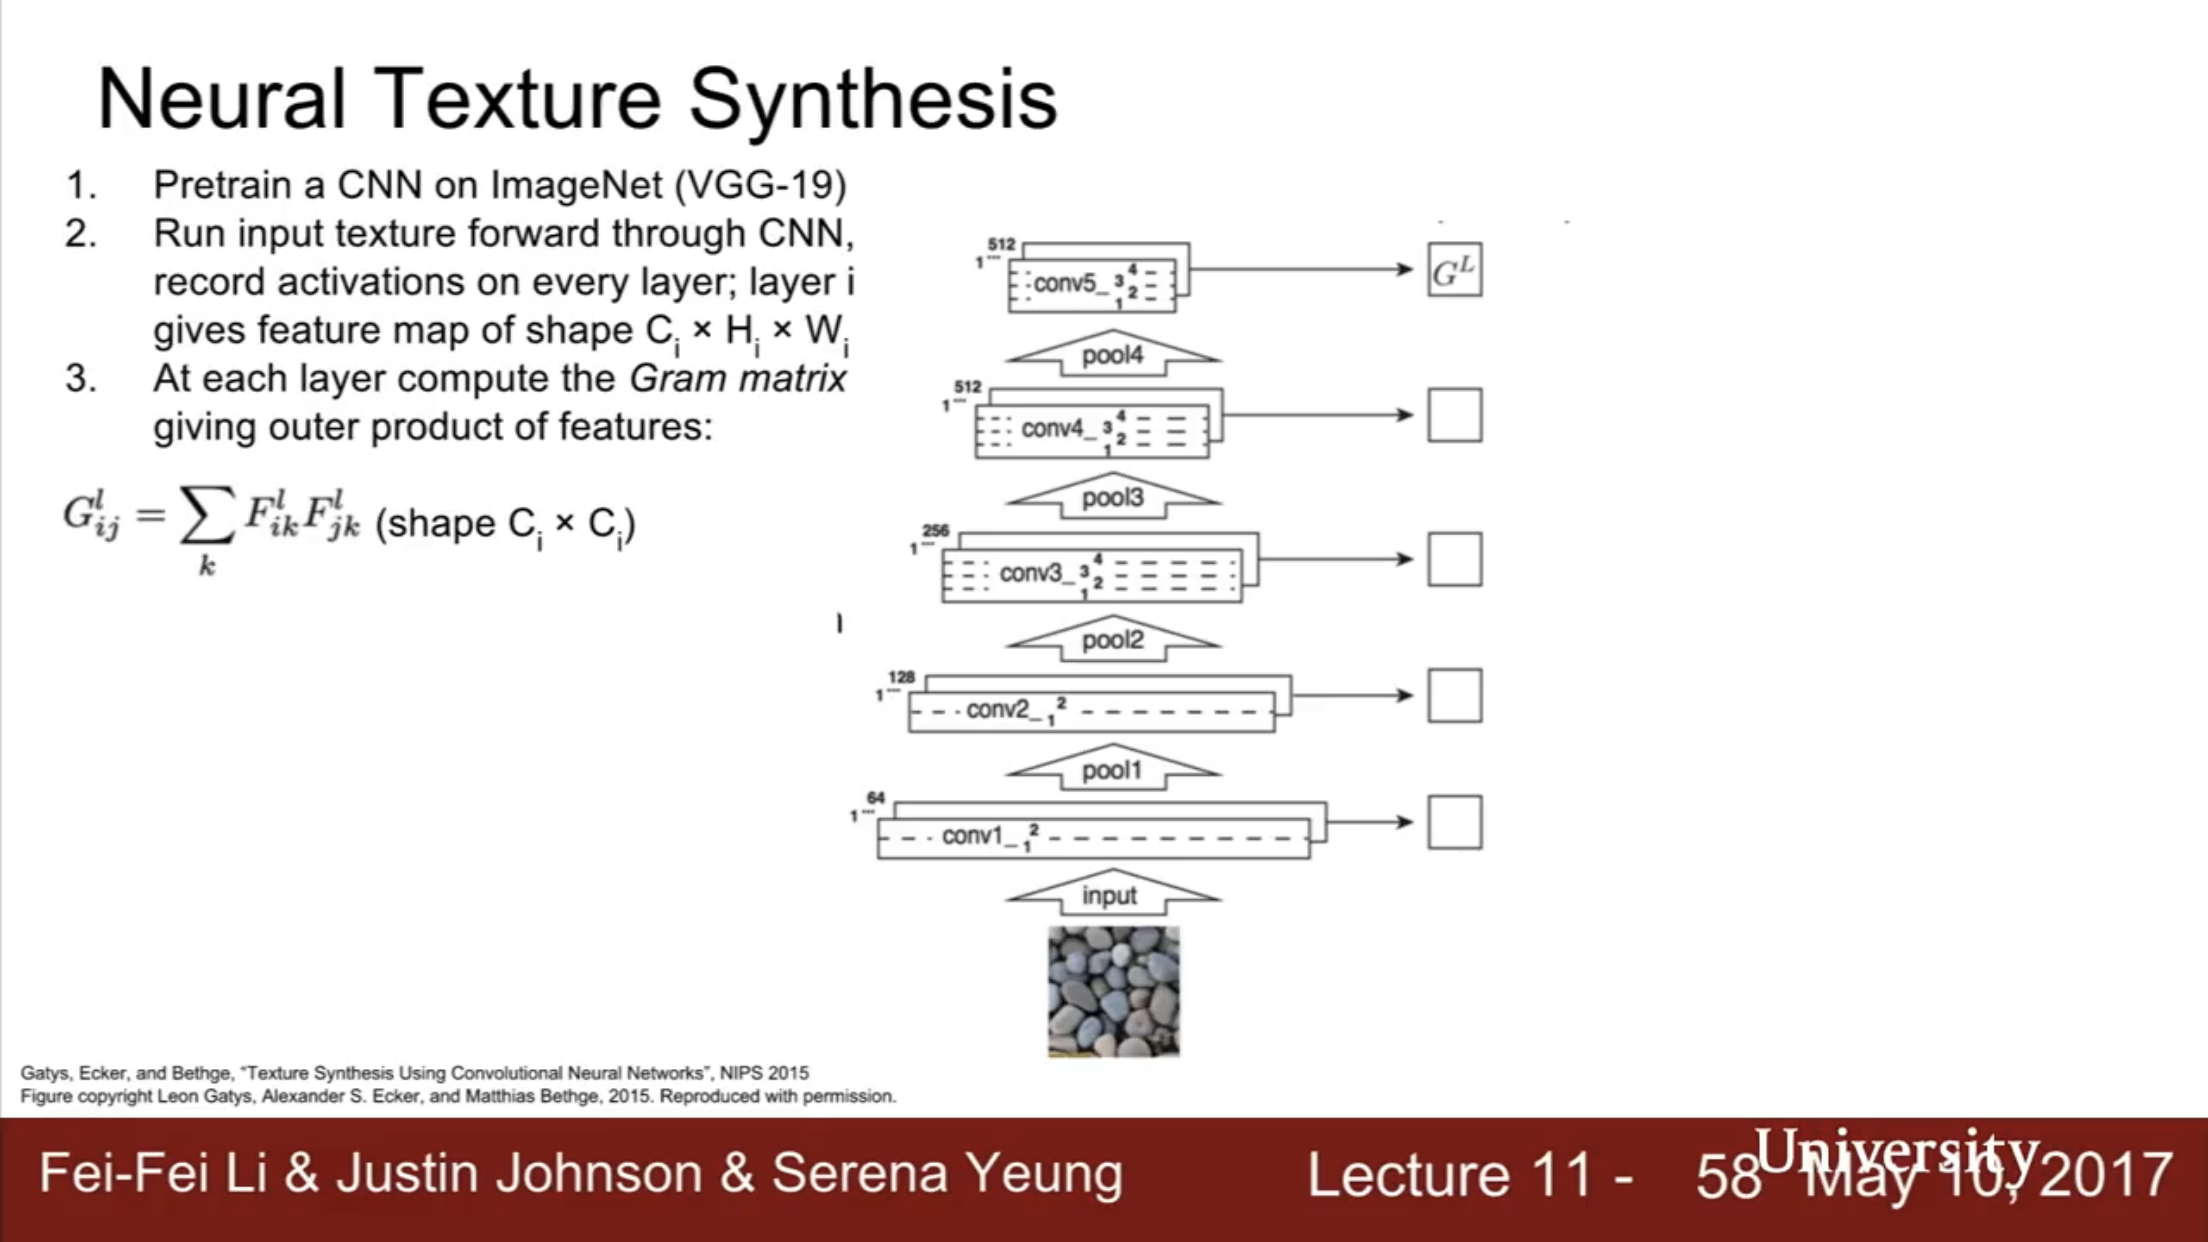 Neural Texture Synthesis
1. Pretrain a CNN on ImageNet (VGG-19)
2. Run input texture forward through CNN,
record activations on every layer; layer i
gives feature map of shape C_i × H_i × W_i
3. At each layer compute the Gram matrix
giving outer product of features:
G^l_{ij} = ∑_k F^l_{ik} F^l_{jk} (shape C_i × C_i)
512
1...
conv5_ 1 2 3 4
G^L
pool4
512
1...
conv4_ 1 2 3 4
pool3
256
1...
conv3_ 1 2 3 4
pool2
128
1...
conv2_ 1 2
pool1
64
1...
conv1_ 1 2
input
Gatys, Ecker, and Bethge, "Texture Synthesis Using Convolutional Neural Networks", NIPS 2015
Figure copyright Leon Gatys, Alexander S. Ecker, and Matthias Bethge, 2015. Reproduced with permission.
Fei-Fei Li & Justin Johnson & Serena Yeung Lecture 11 - 58 May 10, 2017
University